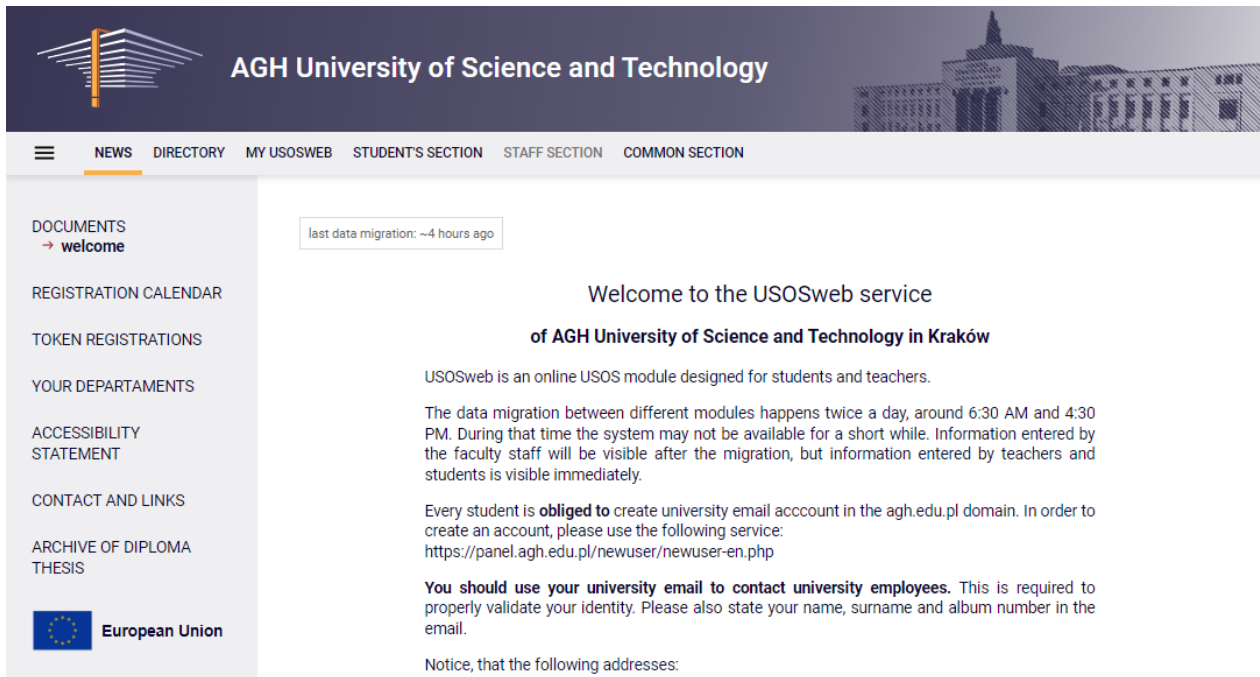 AGH University of Science and Technology
NEWS DIRECTORY MY USOSWEB STUDENT'S SECTION STAFF SECTION COMMON SECTION
DOCUMENTS
→ welcome
REGISTRATION CALENDAR
TOKEN REGISTRATIONS
YOUR DEPARTAMENTS
ACCESSIBILITY
STATEMENT
CONTACT AND LINKS
ARCHIVE OF DIPLOMA
THESIS
European Union
last data migration: ~4 hours ago
Welcome to the USOSweb service
of AGH University of Science and Technology in Kraków
USOSweb is an online USOS module designed for students and teachers.
The data migration between different modules happens twice a day, around 6:30 AM and 4:30
PM. During that time the system may not be available for a short while. Information entered by
the faculty staff will be visible after the migration, but information entered by teachers and
students is visible immediately.
Every student is obliged to create university email acccount in the agh.edu.pl domain. In order to
create an account, please use the following service:
https://panel.agh.edu.pl/newuser/newuser-en.php
You should use your university email to contact university employees. This is required to
properly validate your identity. Please also state your name, surname and album number in the
email.
Notice, that the following addresses: